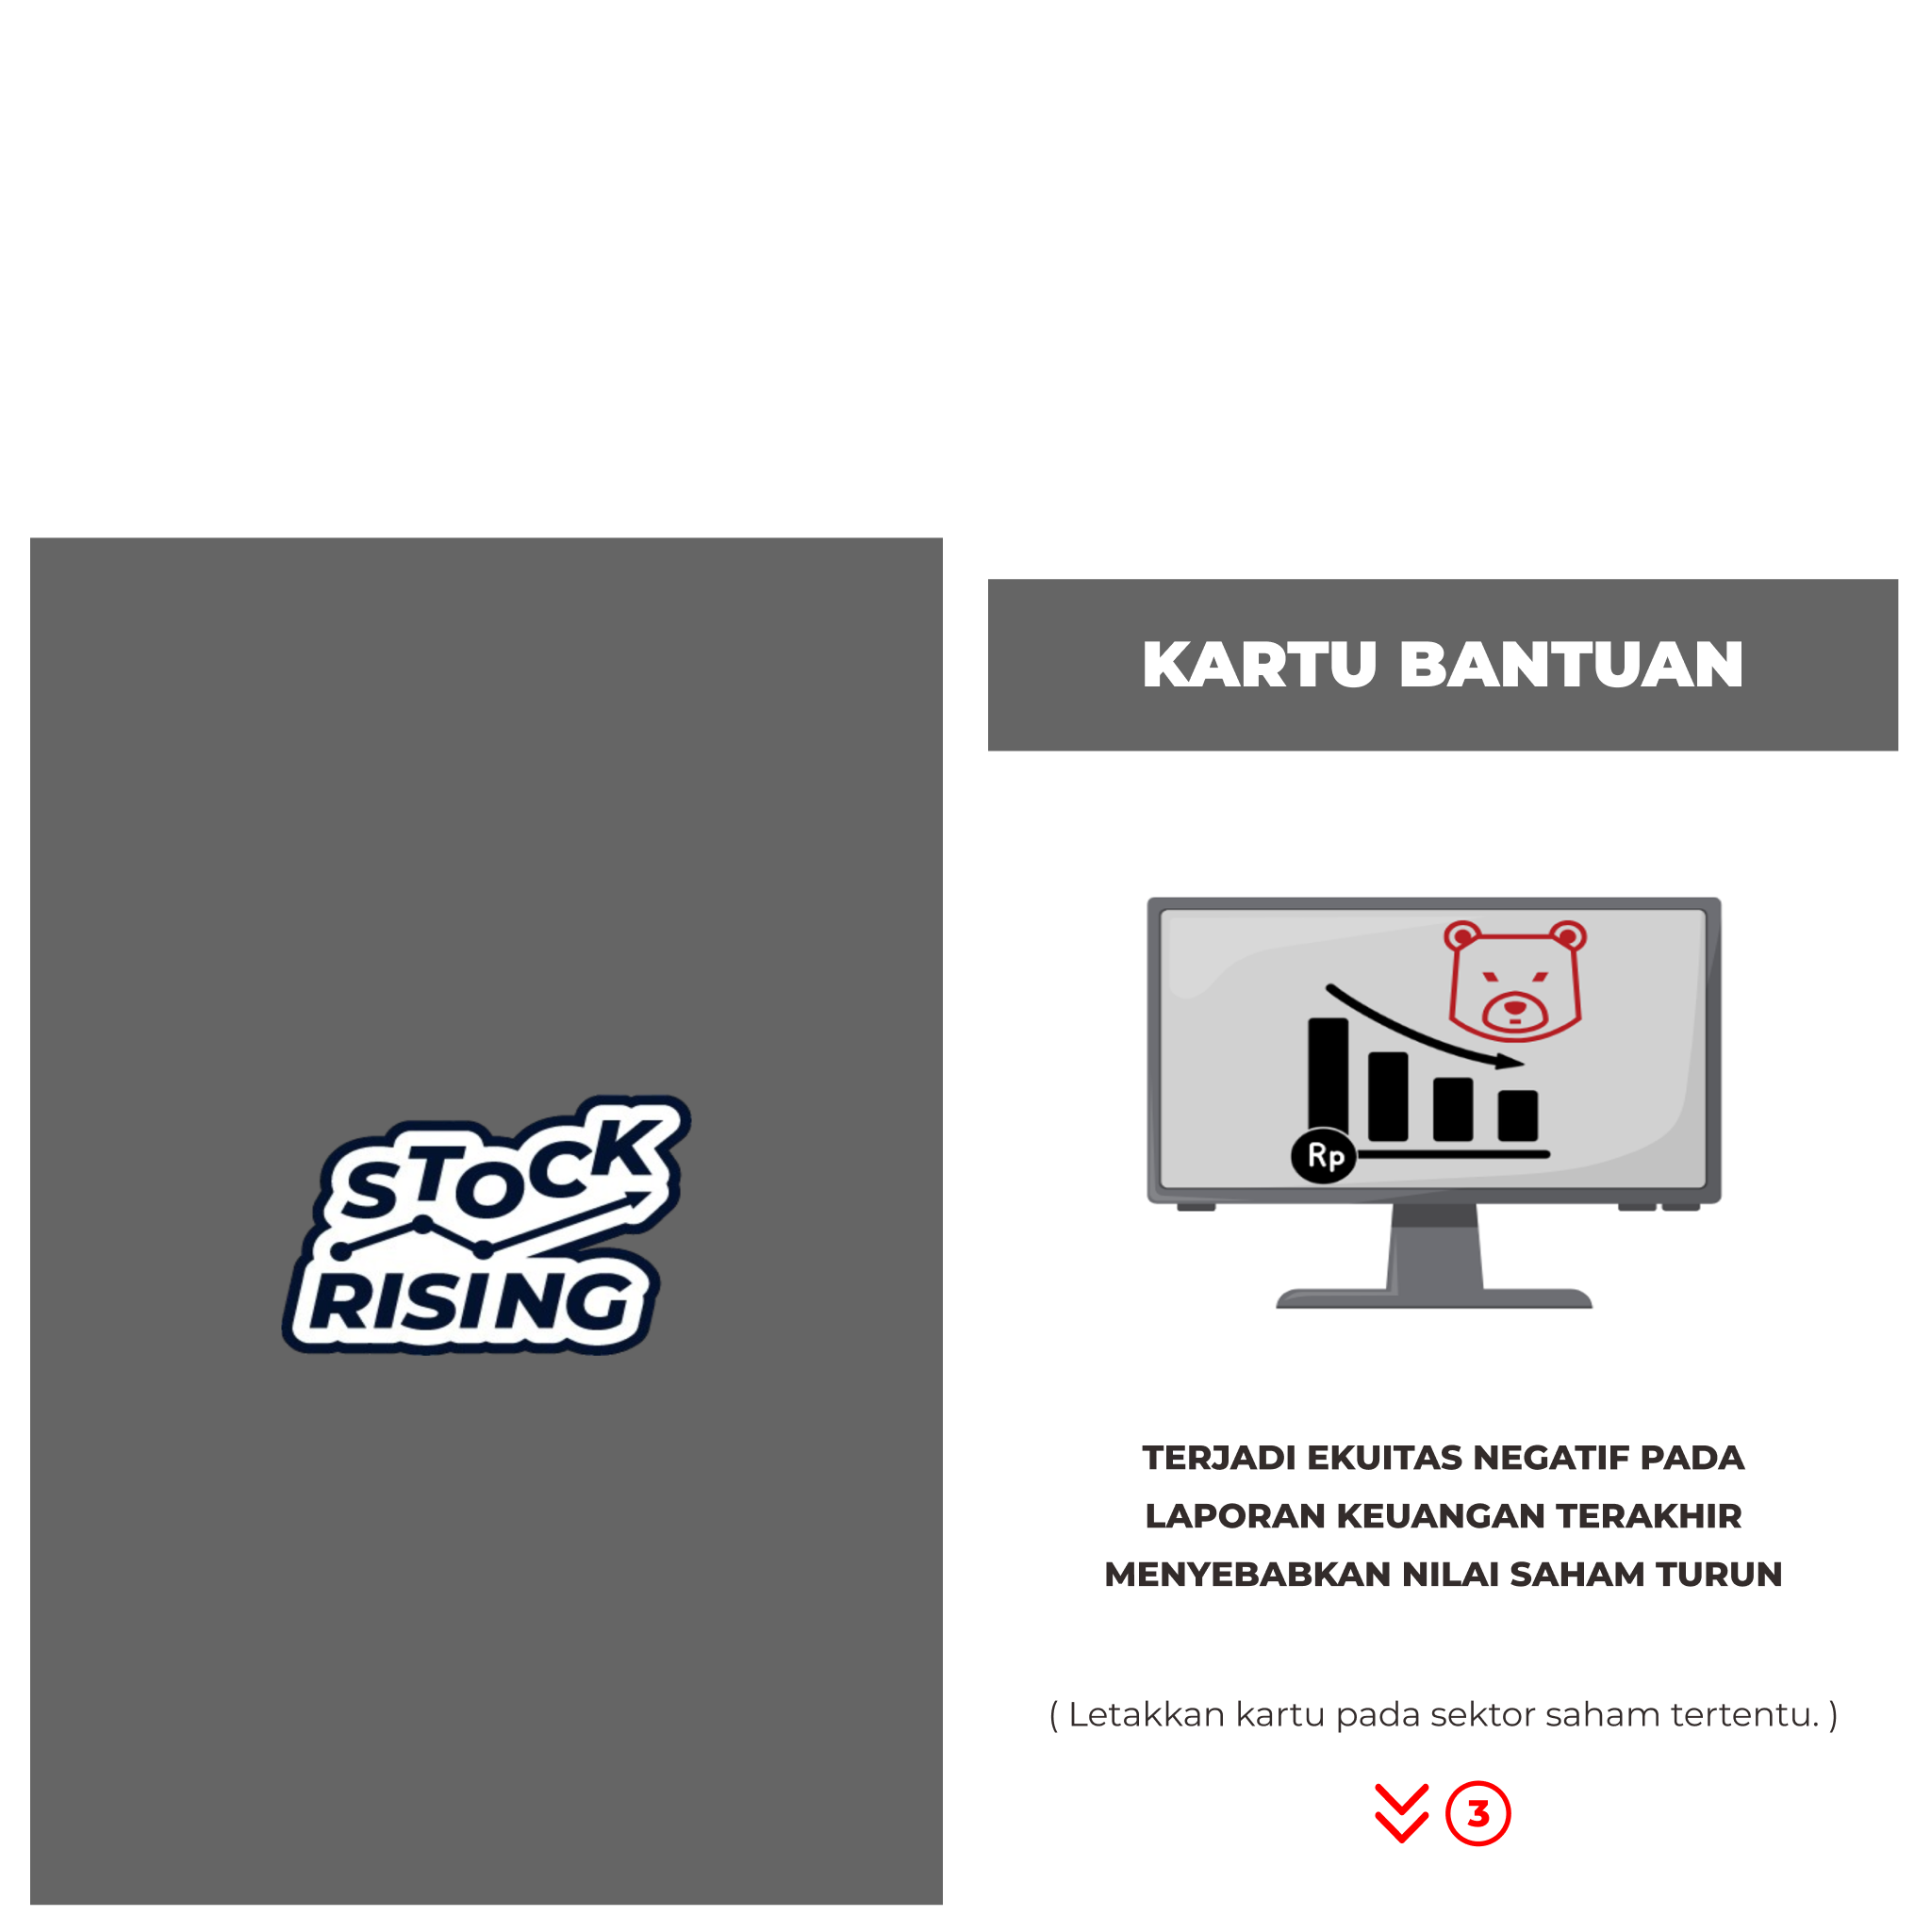 STOCK
RISING
KARTU BANTUAN
Rp
TERJADI EKUITAS NEGATIF PADA
LAPORAN KEUANGAN TERAKHIR
MENYEBABKAN NILAI SAHAM TURUN
( Letakkan kartu pada sektor saham tertentu. )
3